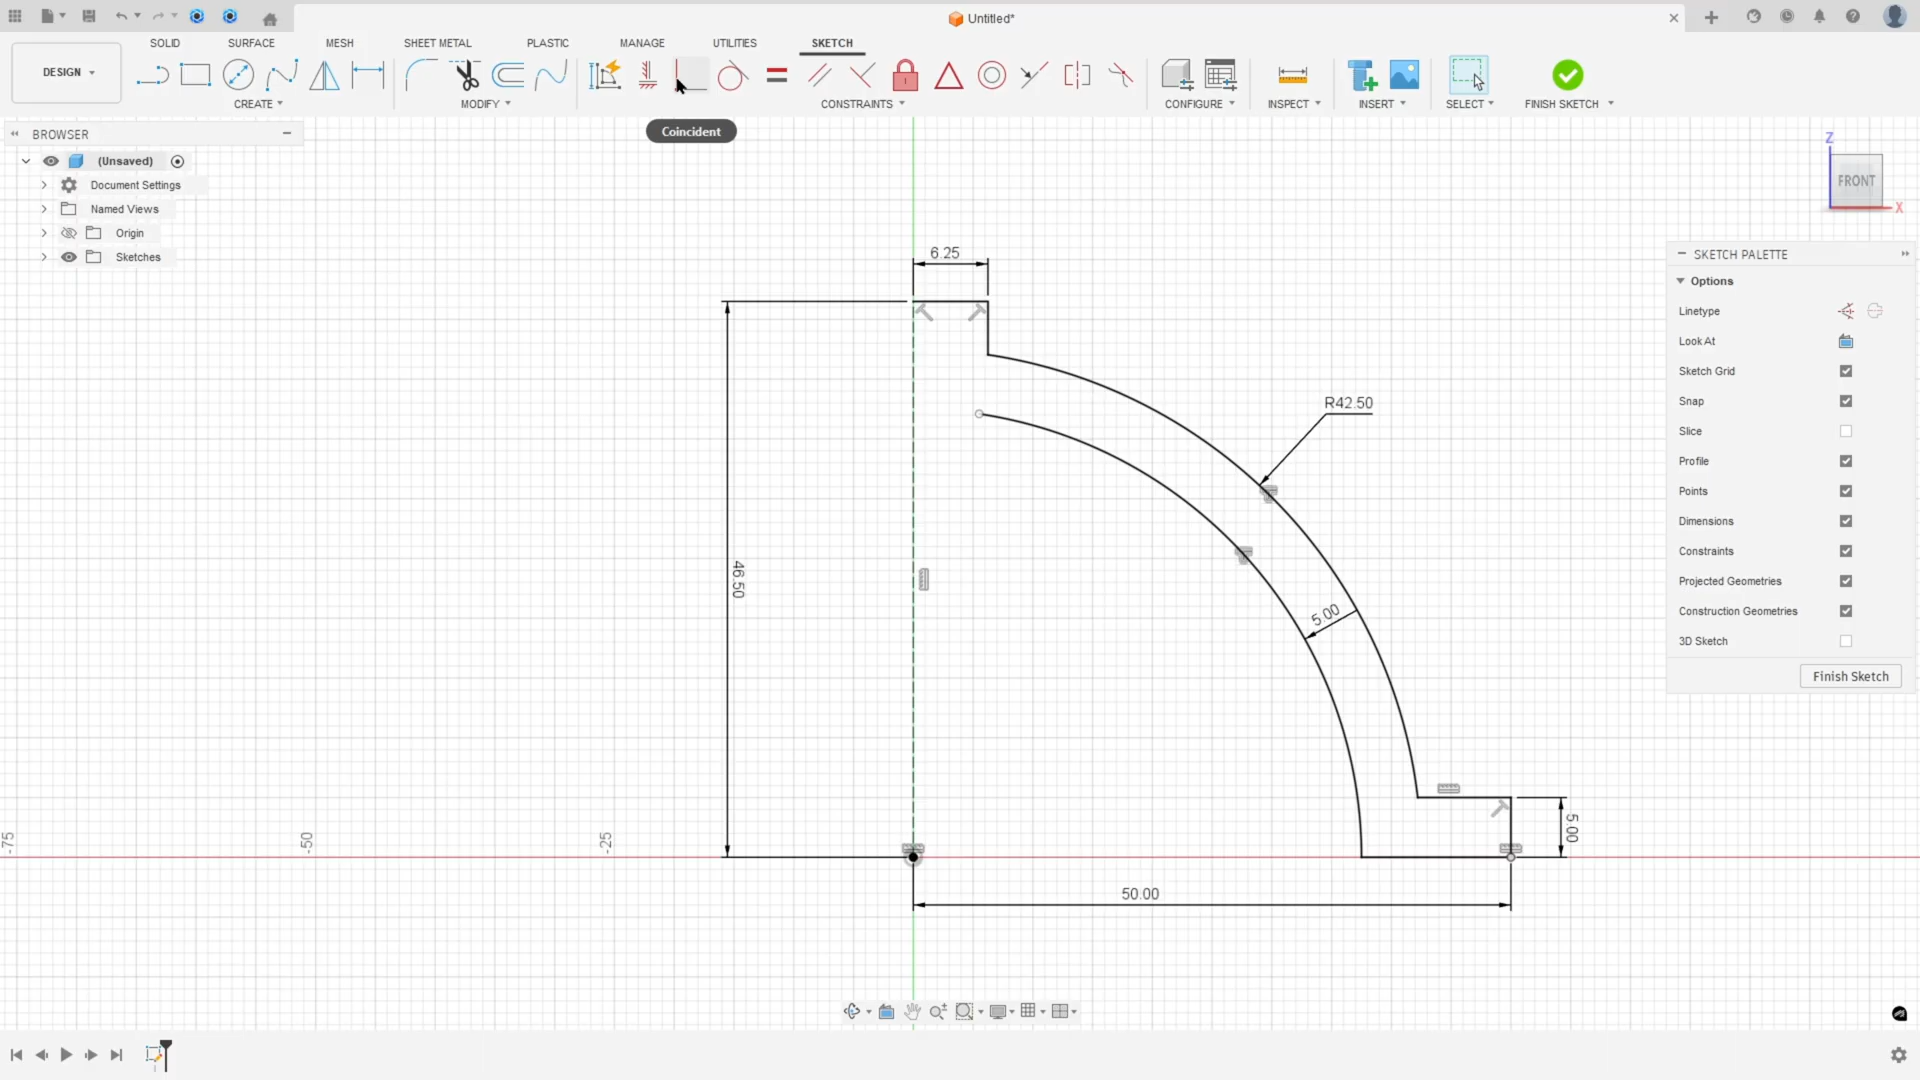 Untitled*
DESIGN
SOLID
SURFACE
MESH
SHEET METAL
PLASTIC
MANAGE
UTILITIES
SKETCH
CREATE
MODIFY
CONSTRAINTS
CONFIGURE
INSPECT
INSERT
SELECT
FINISH SKETCH
Coincident
BROWSER
(Unsaved)
Document Settings
Named Views
Origin
Sketches
Z
FRONT
X
SKETCH PALETTE
Options
Linetype
Look At
Sketch Grid
Snap
Slice
Profile
Points
Dimensions
Constraints
Projected Geometries
Construction Geometries
3D Sketch
Finish Sketch
6.25
R42.50
46.50
5.00
5.00
50.00
-75
-50
-25